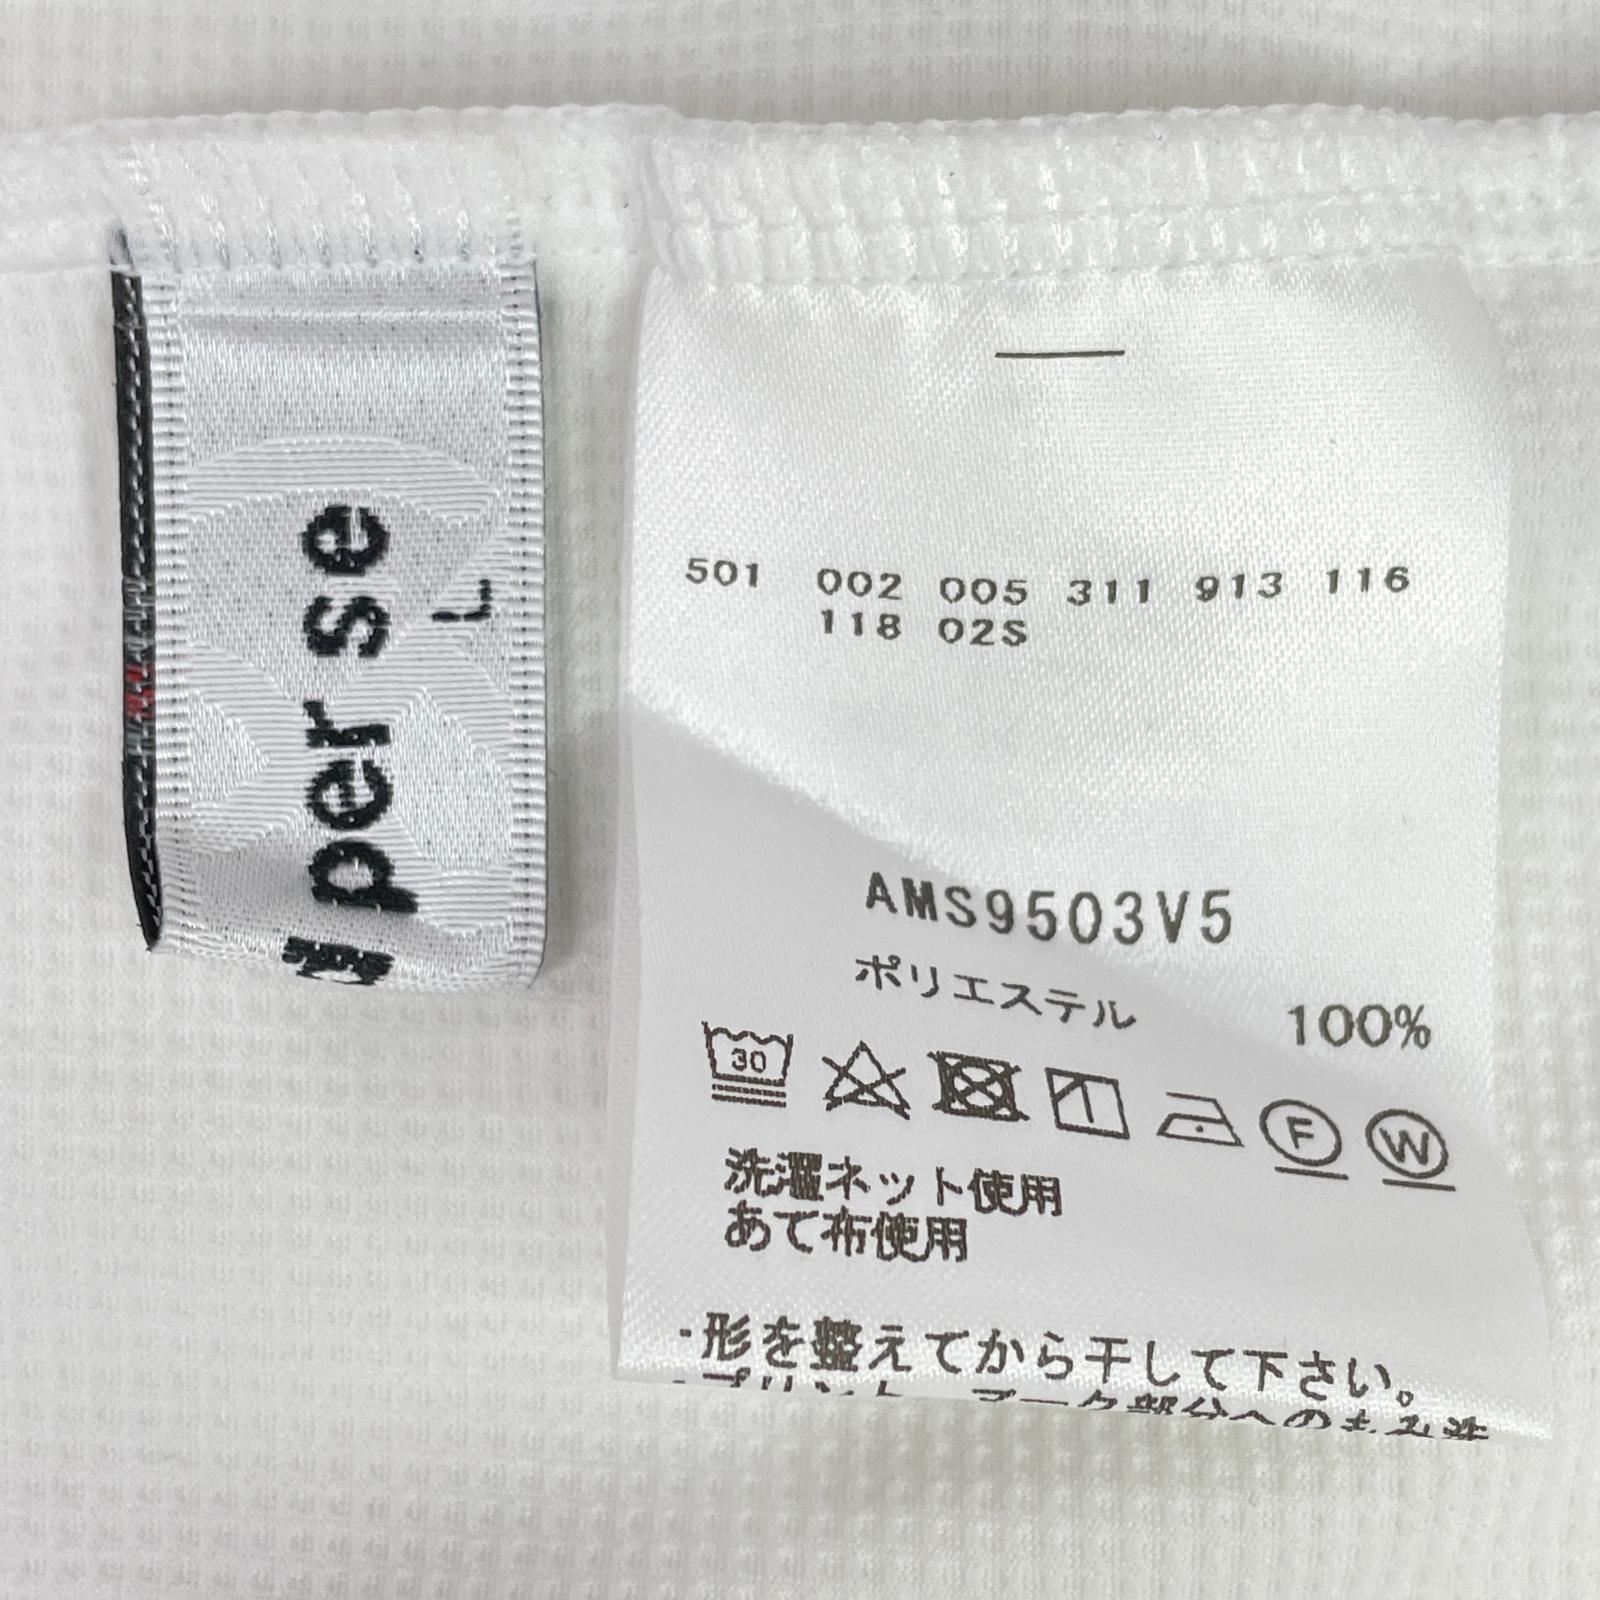 per se
L
501 002 005 311 913 116
118 02S
AMS9503V5
ポリエステル 100%
30
F
W
洗濯ネット使用
あて布使用
・形を整えてから干して下さい。